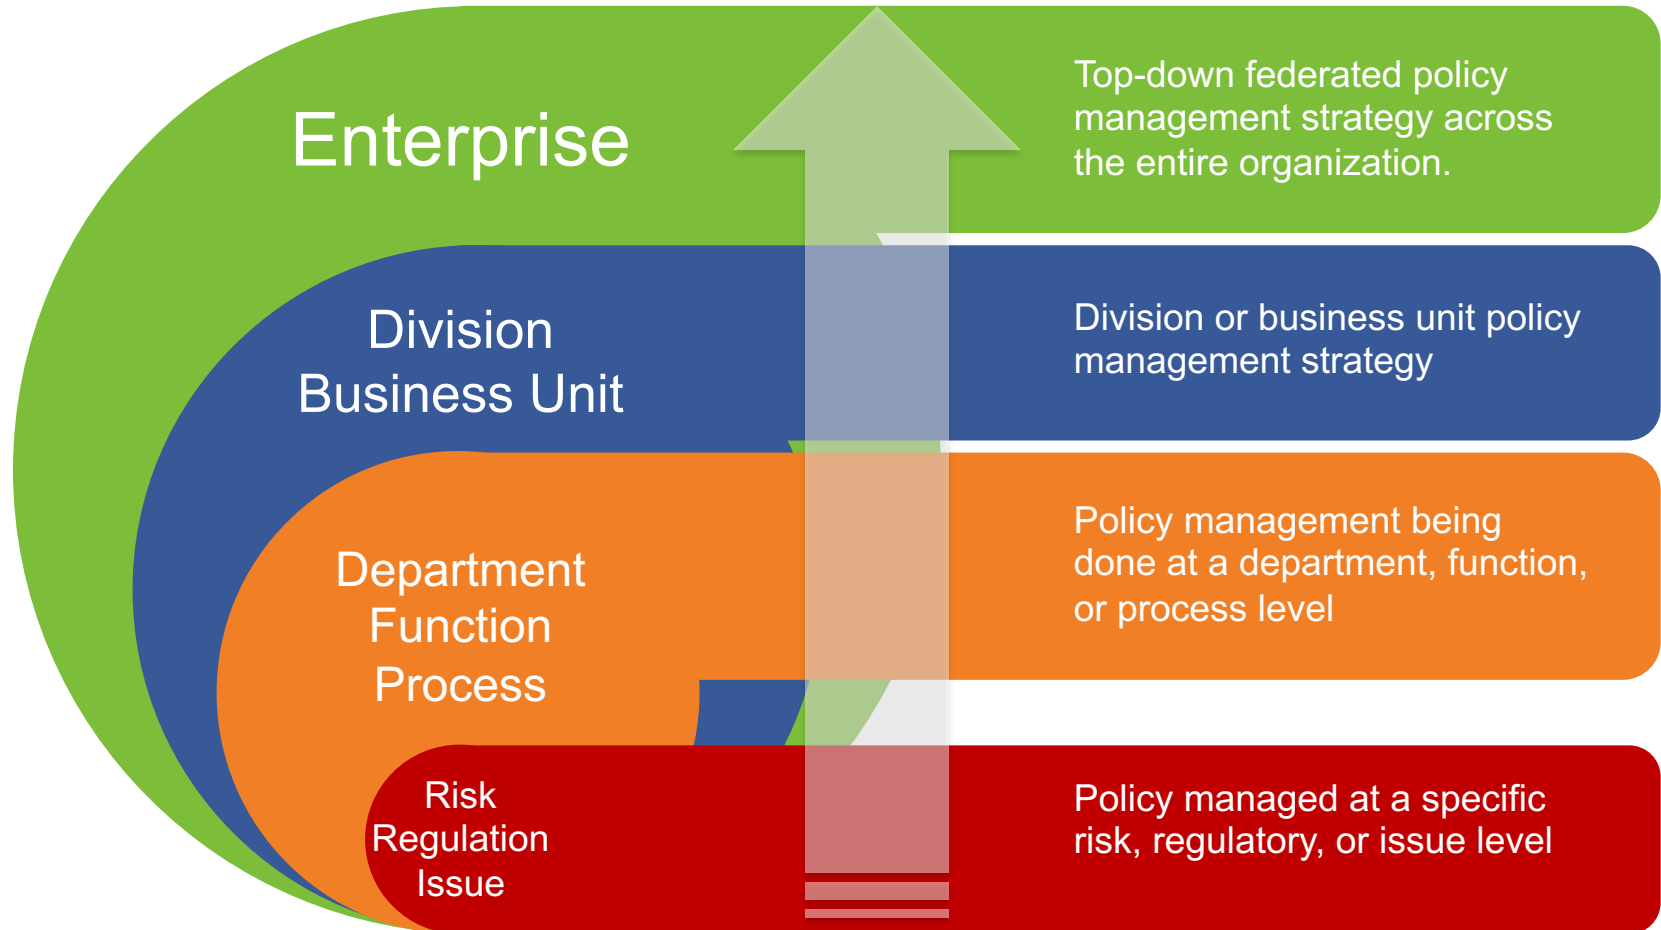 Enterprise
Top-down federated policy
management strategy across
the entire organization.
Division
Business Unit
Division or business unit policy
management strategy
Department
Function
Process
Policy management being
done at a department, function,
or process level
Risk
Regulation
Issue
Policy managed at a specific
risk, regulatory, or issue level